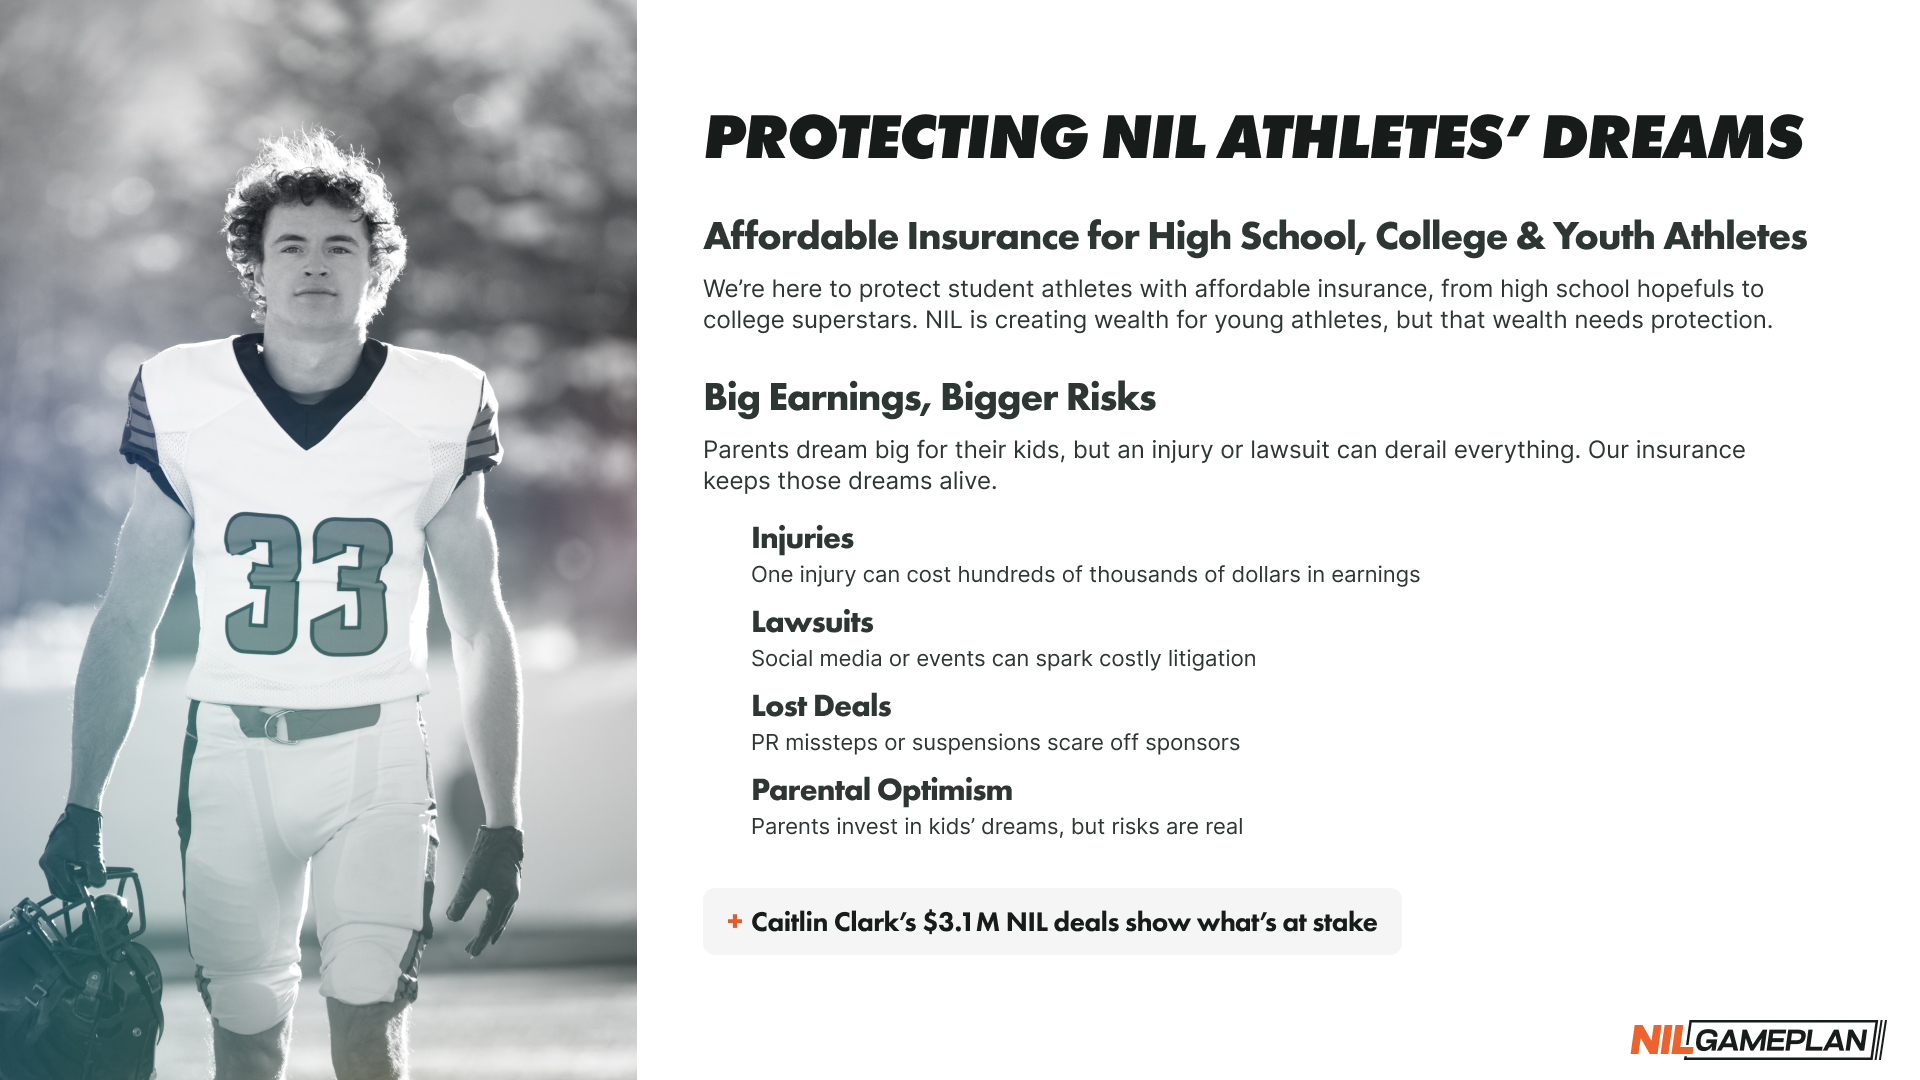 PROTECTING NIL ATHLETES’ DREAMS
Affordable Insurance for High School, College & Youth Athletes
We’re here to protect student athletes with affordable insurance, from high school hopefuls to
college superstars. NIL is creating wealth for young athletes, but that wealth needs protection.
Big Earnings, Bigger Risks
Parents dream big for their kids, but an injury or lawsuit can derail everything. Our insurance
keeps those dreams alive.
Injuries
One injury can cost hundreds of thousands of dollars in earnings
Lawsuits
Social media or events can spark costly litigation
Lost Deals
PR missteps or suspensions scare off sponsors
Parental Optimism
Parents invest in kids’ dreams, but risks are real
+ Caitlin Clark’s $3.1M NIL deals show what’s at stake
33
NIL GAMEPLAN